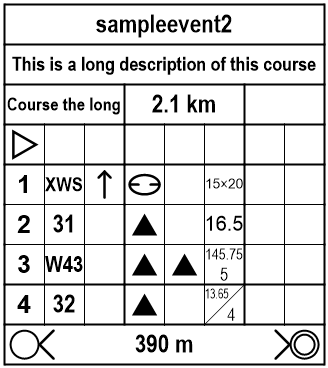 sampleevent2
This is a long description of this course
Course the long 2.1 km
1 XWS 15×20
2 31 16.5
3 W43 145.75 5
4 32 13.65 4
390 m